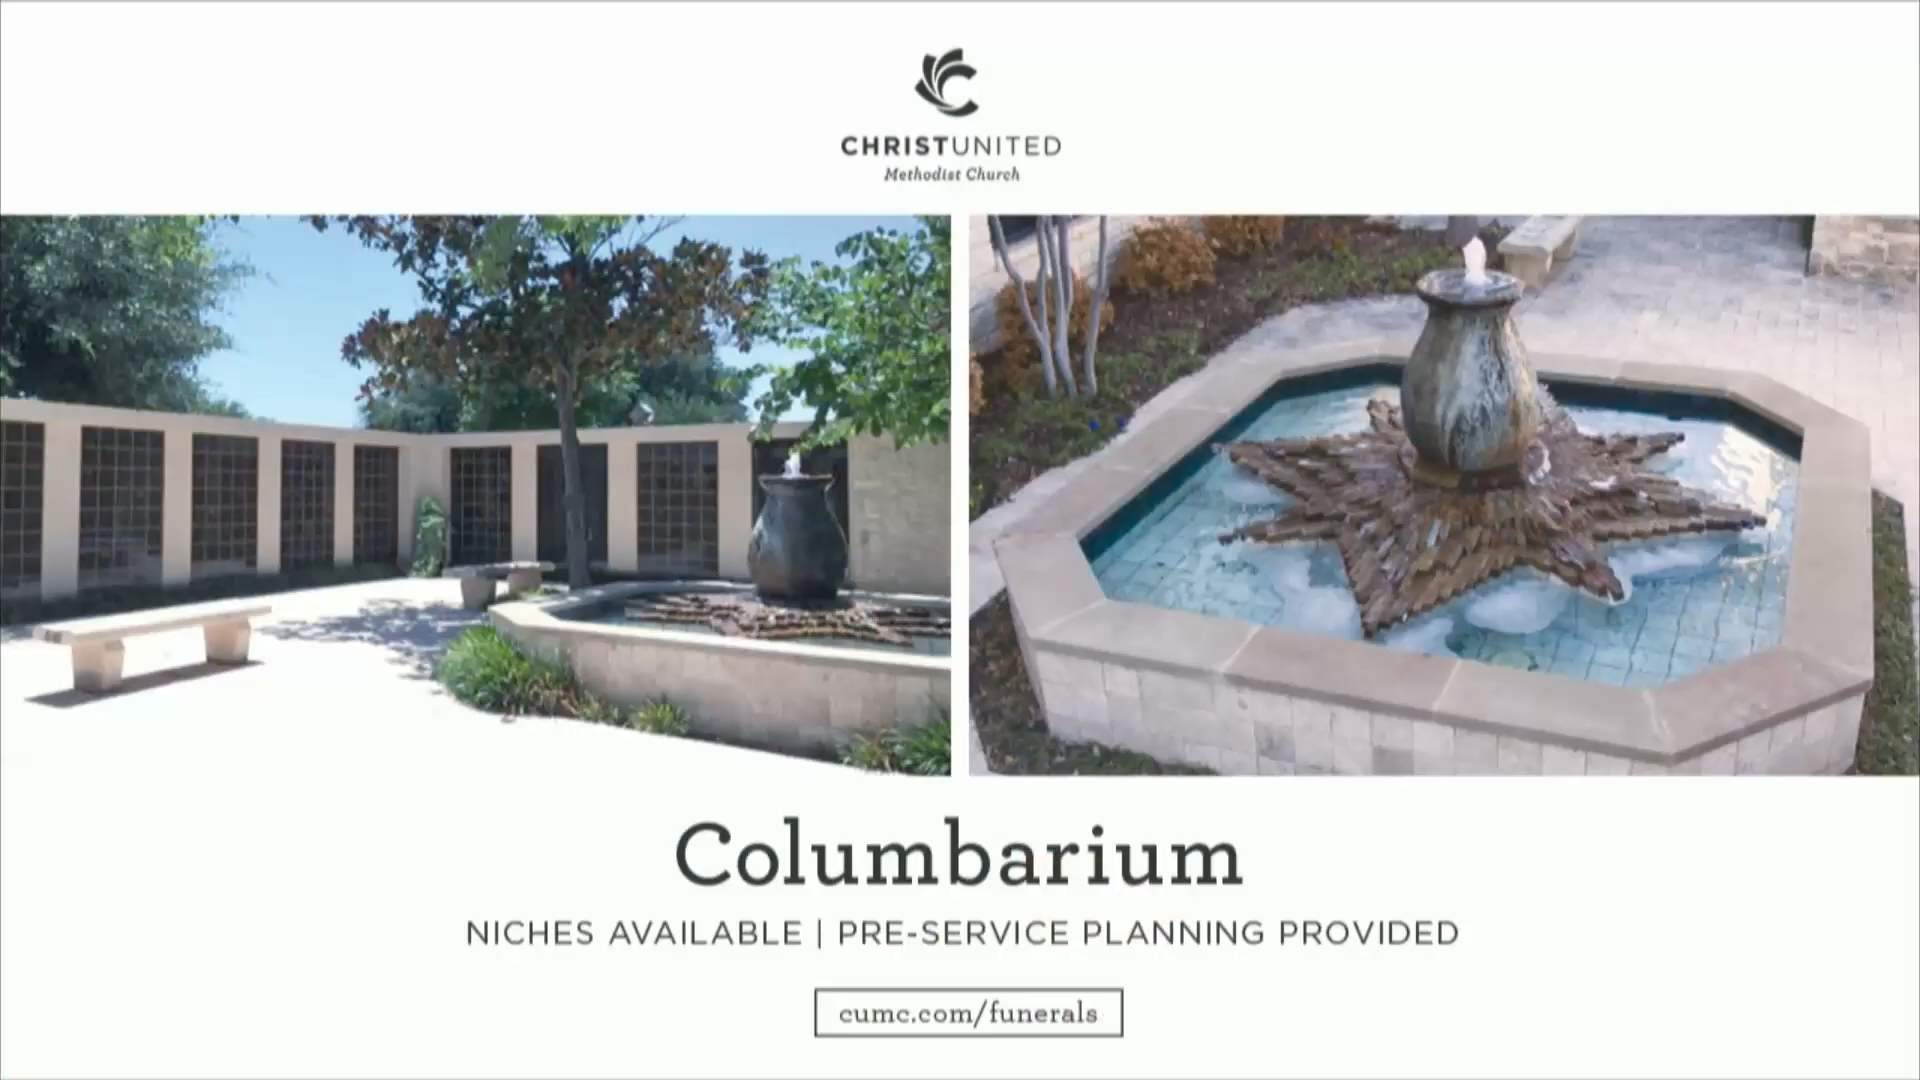 CHRISTUNITED
Methodist Church
Columbarium
NICHES AVAILABLE | PRE-SERVICE PLANNING PROVIDED
cumc.com/funerals